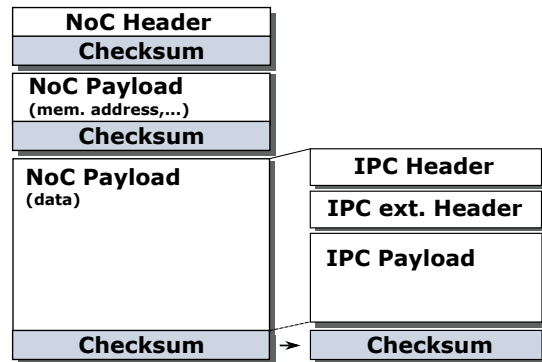 NoC Header
Checksum
NoC Payload
(mem. address,...)
Checksum
NoC Payload
(data)
Checksum
IPC Header
IPC ext. Header
IPC Payload
Checksum